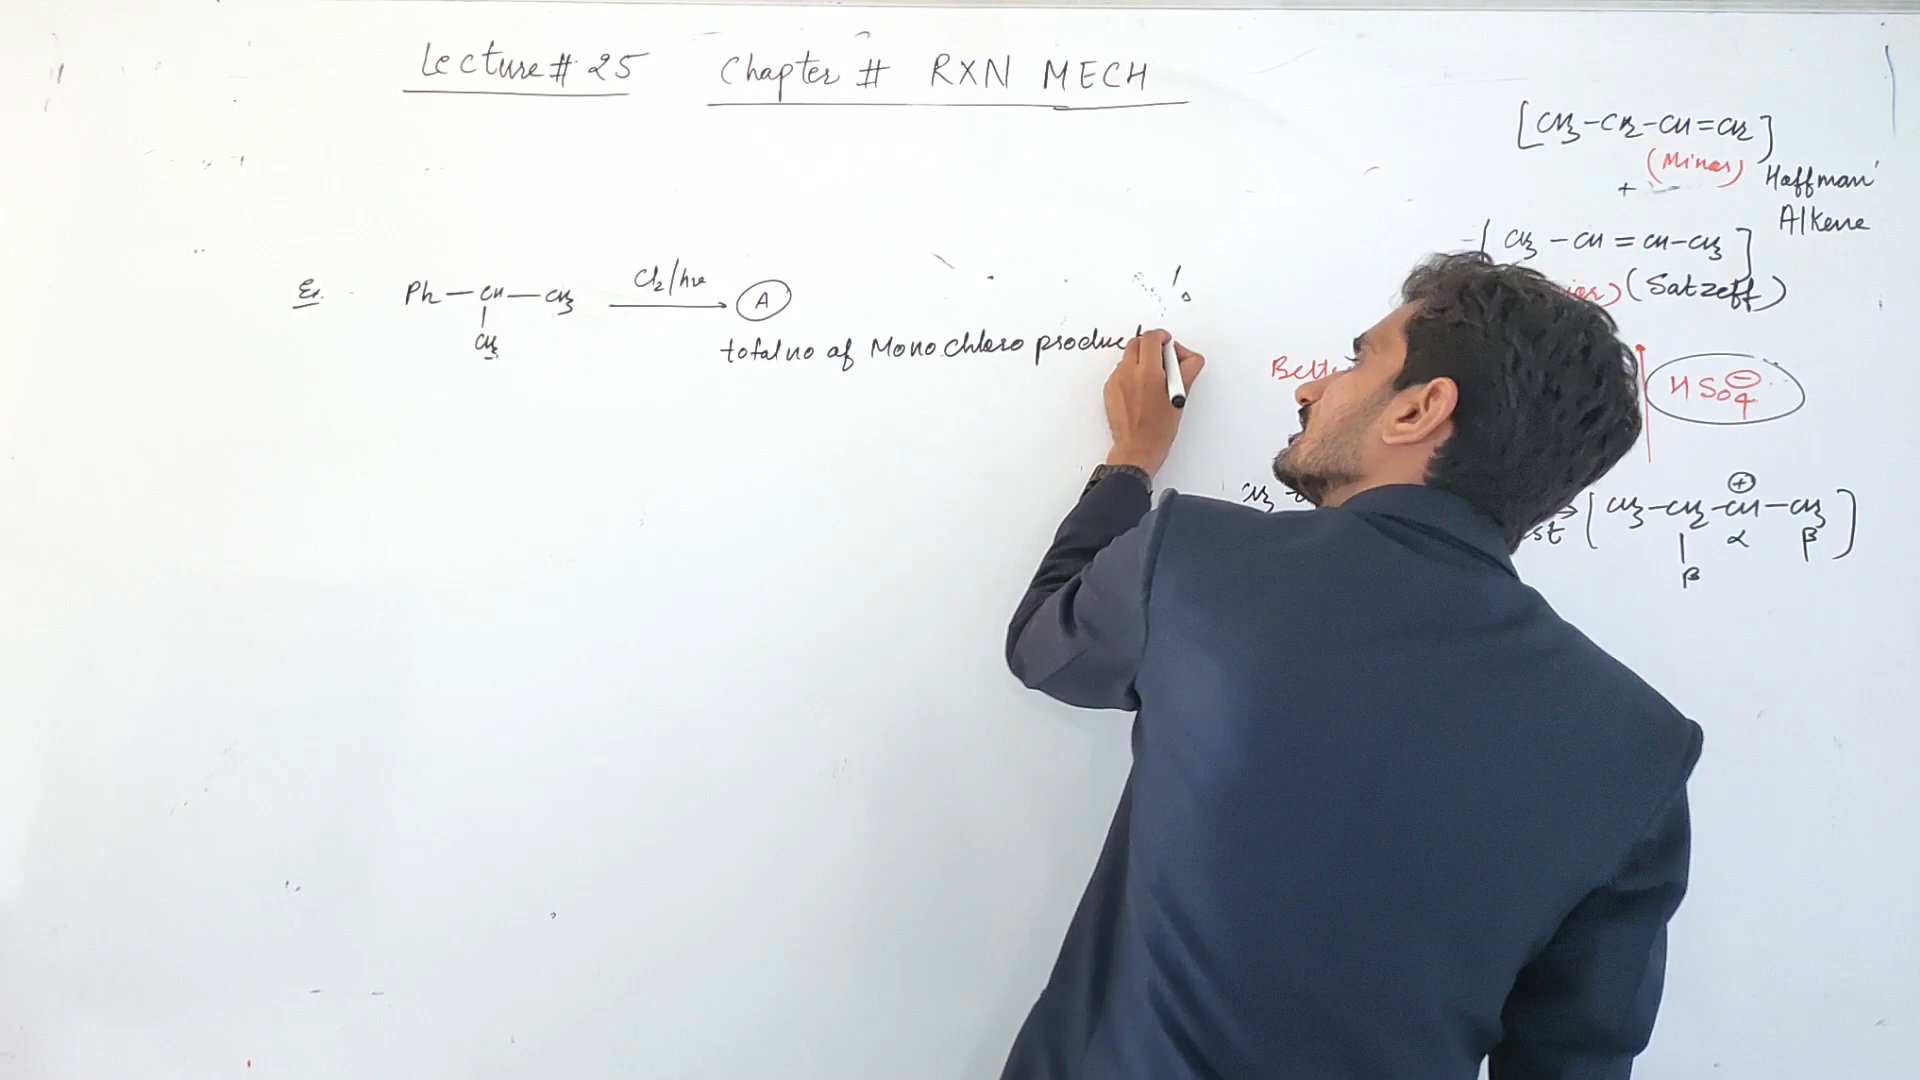 Lecture # 25 Chapter # RXN MECH
Ex. Ph—CH—CH3 Cl2/hν A
CH3
total no of Mono chloro product
[CH3-CH2-CH=CH2]
(Minor)
+
Hoffman
Alkene
[CH3-CH=CH-CH3]
(Satzeff)
HSO4⊖
CH3
[CH3-CH2-CH-CH3]
⊕
β α β